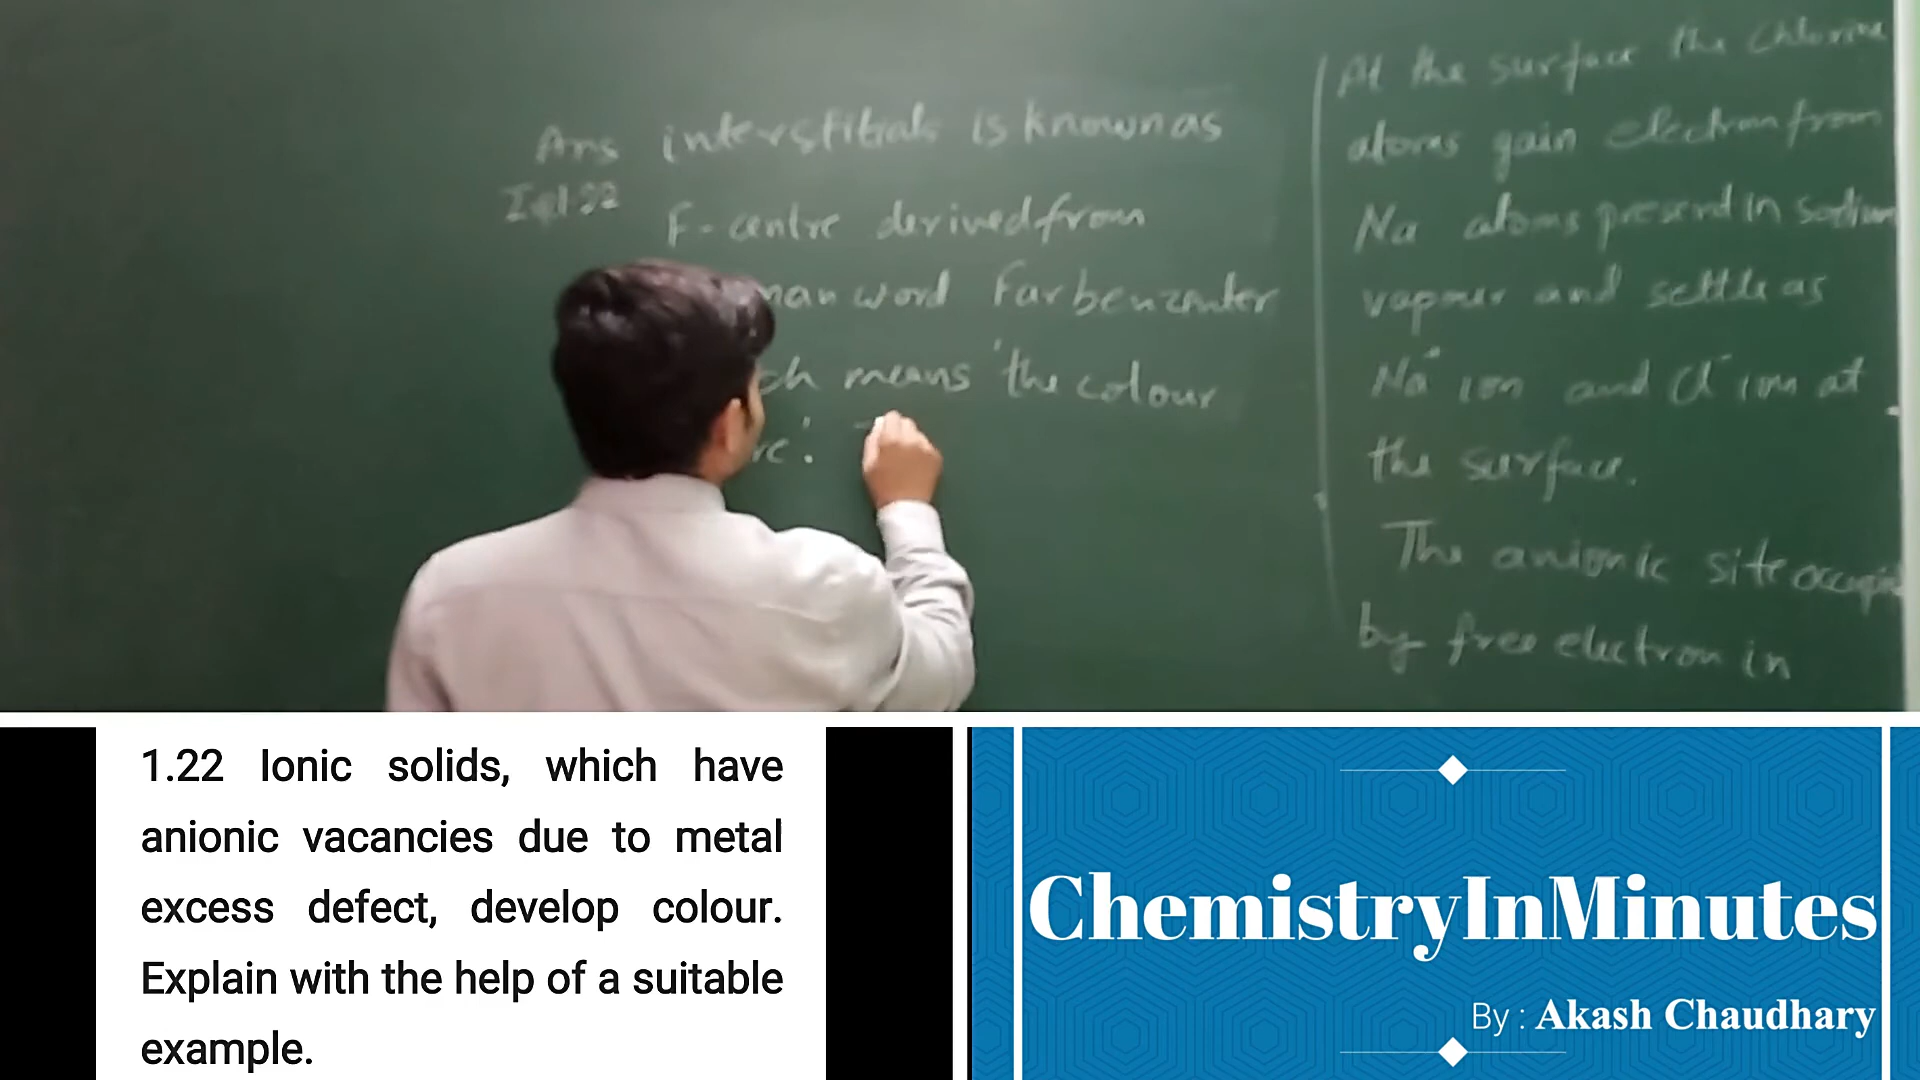 Ans interstitials is known as
Iq1.22
F-centre derived from
man word Farbenzenter
ch means 'the colour
re'.
At the surface the chlorine
atoms gain electron from
Na atoms present in sodium
vapour and settle as
Na⁺ ion and Cl⁻ ion at
the surface.
The anionic site
by free electron in
1.22 Ionic solids, which have
anionic vacancies due to metal
excess defect, develop colour.
Explain with the help of a suitable
example.
ChemistryInMinutes
By : Akash Chaudhary